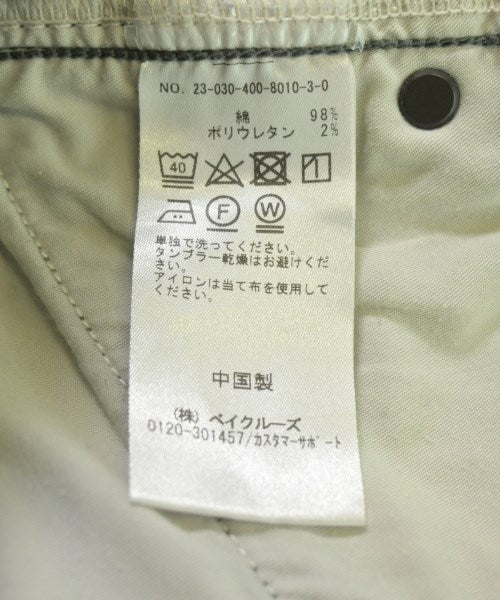 NO. 23-030-400-8010-3-0
綿 98%
ポリウレタン 2%
40
F W
単独で洗ってください。
タンブラー乾燥はお避けくだ
さい。
アイロンは当て布を使用して
ください。
中国製
(株) ベイクルーズ
0120-301457/カスタマーサポート